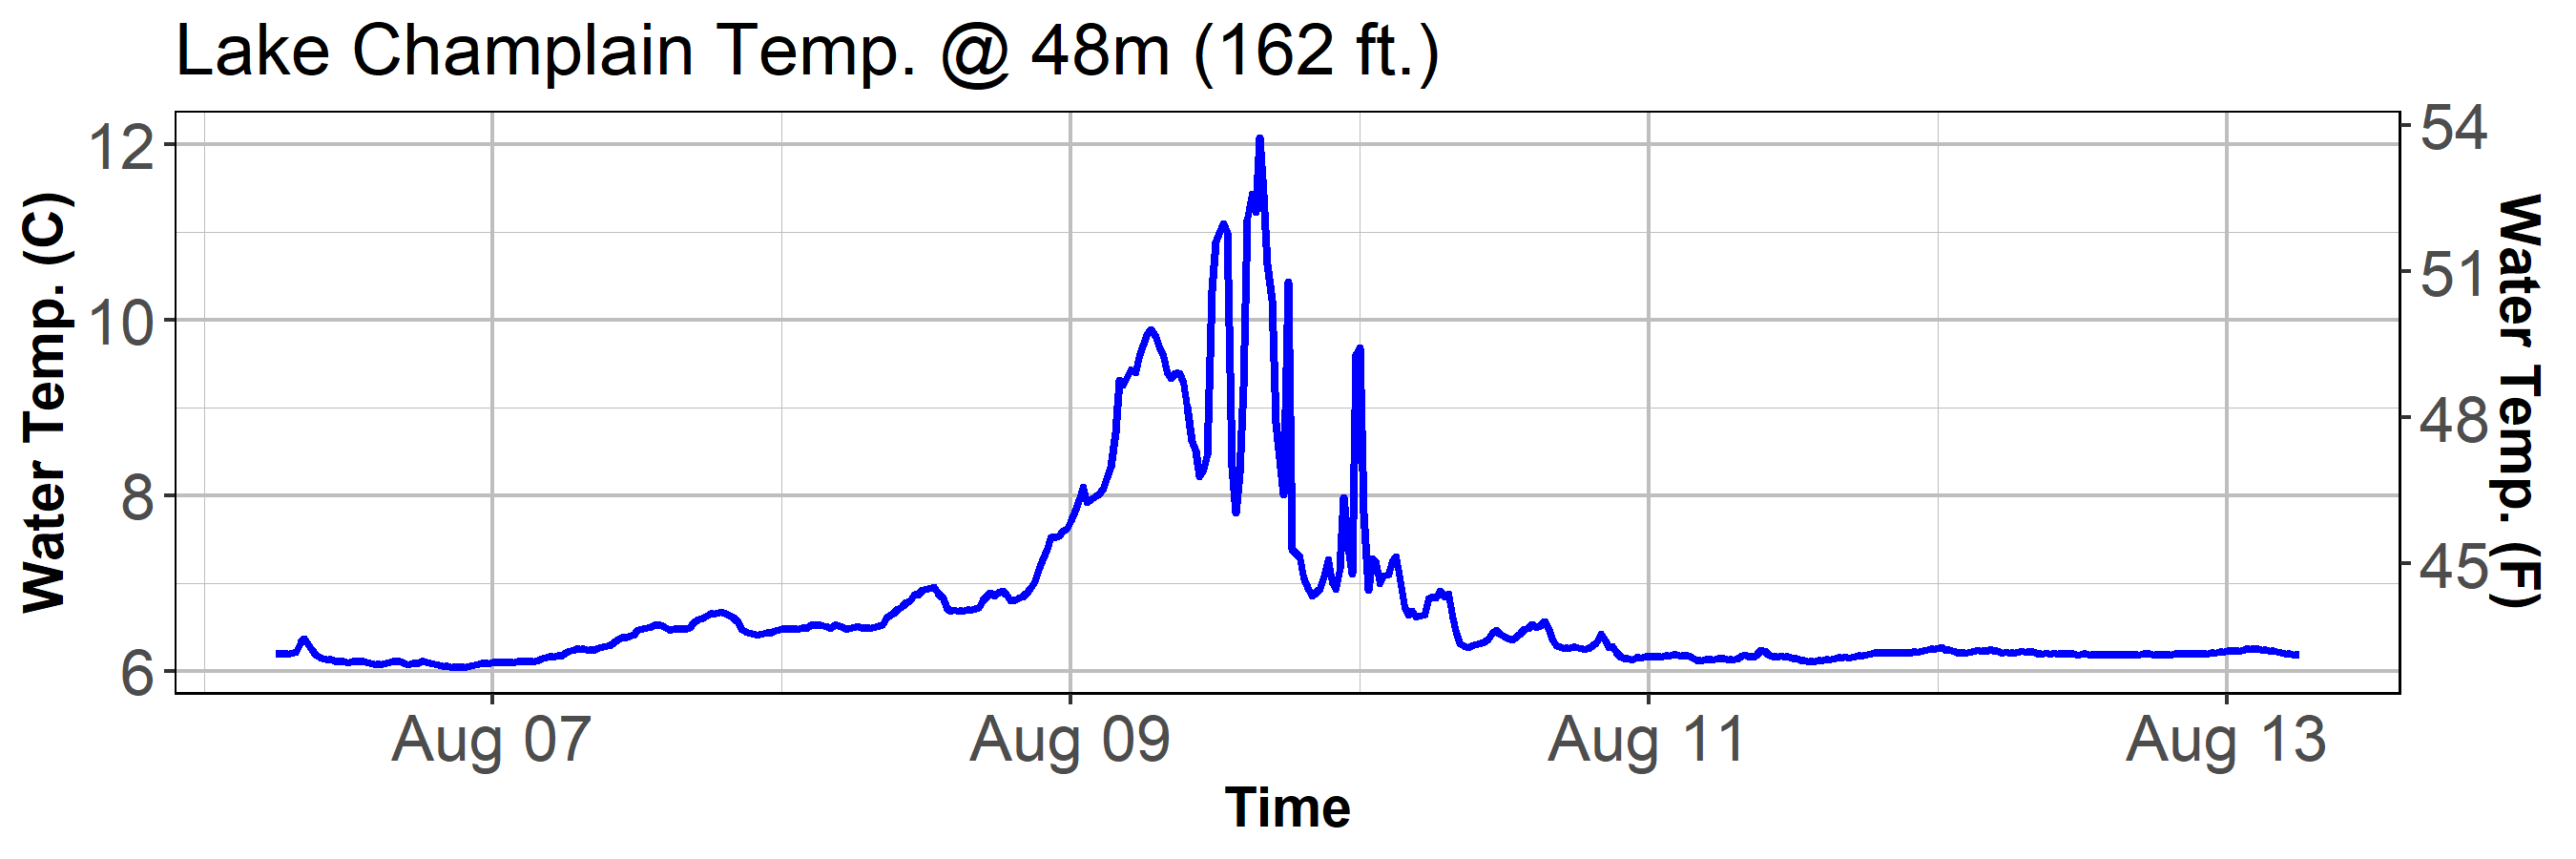 Lake Champlain Temp. @ 48m (162 ft.)
Water Temp. (C)
12
10
8
6
54
51
48
45
Water Temp. (F)
Aug 07
Aug 09
Aug 11
Aug 13
Time